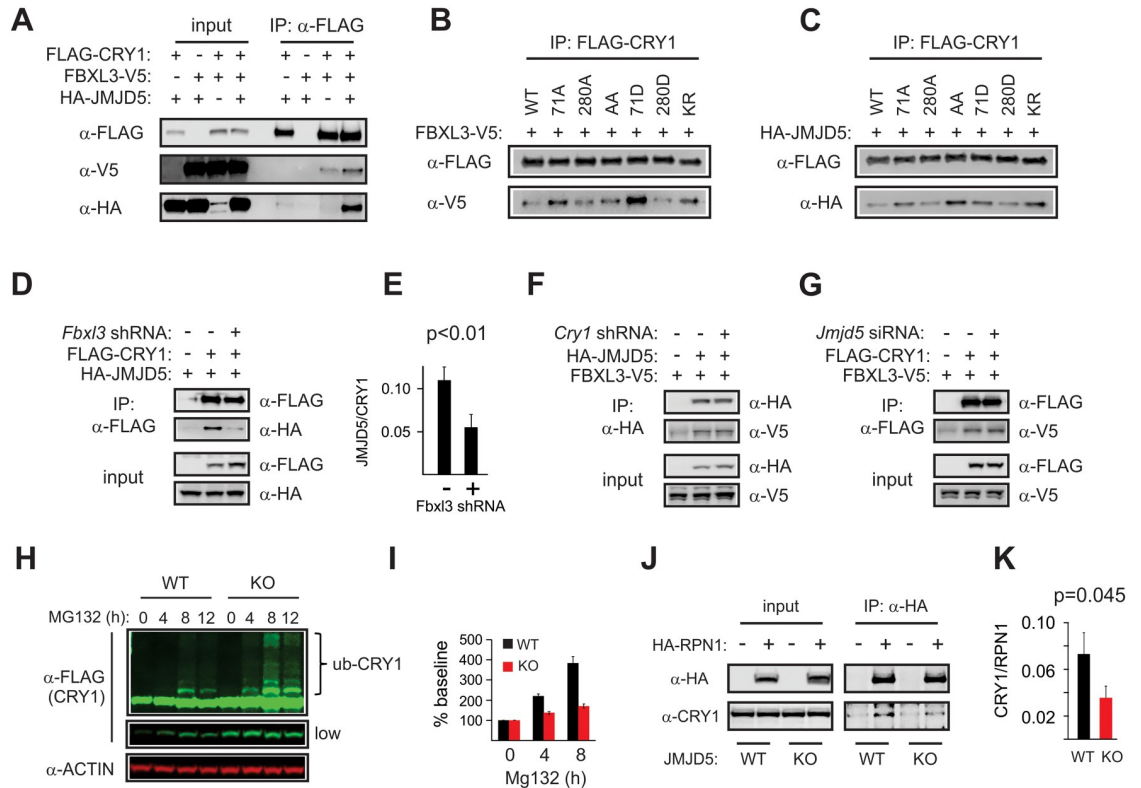 A
input IP: α-FLAG
FLAG-CRY1: + - + + + - + +
FBXL3-V5: - + + + - + + +
HA-JMJD5: + + - + + + - +
α-FLAG
α-V5
α-HA
B
IP: FLAG-CRY1
WT 71A 280A AA 71D 280D KR
FBXL3-V5: + + + + + + +
α-FLAG
α-V5
C
IP: FLAG-CRY1
WT 71A 280A AA 71D 280D KR
HA-JMJD5: + + + + + + +
α-FLAG
α-HA
D
Fbxl3 shRNA: - - +
FLAG-CRY1: - + +
HA-JMJD5: + + +
IP: α-FLAG
α-FLAG α-HA
input α-FLAG
α-HA
E
p<0.01
JMJD5/CRY1
0.10
0.05
- +
Fbxl3 shRNA
F
Cry1 shRNA: - - +
HA-JMJD5: - + +
FBXL3-V5: + + +
IP: α-HA
α-HA α-V5
input α-HA
α-V5
G
Jmjd5 siRNA: - - +
FLAG-CRY1: - + +
FBXL3-V5: + + +
IP: α-FLAG
α-FLAG α-V5
input α-FLAG
α-V5
H
WT KO
MG132 (h): 0 4 8 12 0 4 8 12
α-FLAG
(CRY1)
ub-CRY1
low
α-ACTIN
I
% baseline
500
400
300
200
100
WT
KO
0 4 8
Mg132 (h)
J
input IP: α-HA
HA-RPN1: - + - + - + - +
α-HA
α-CRY1
JMJD5: WT KO WT KO
K
p=0.045
CRY1/RPN1
0.10
0.06
0.02
WT KO